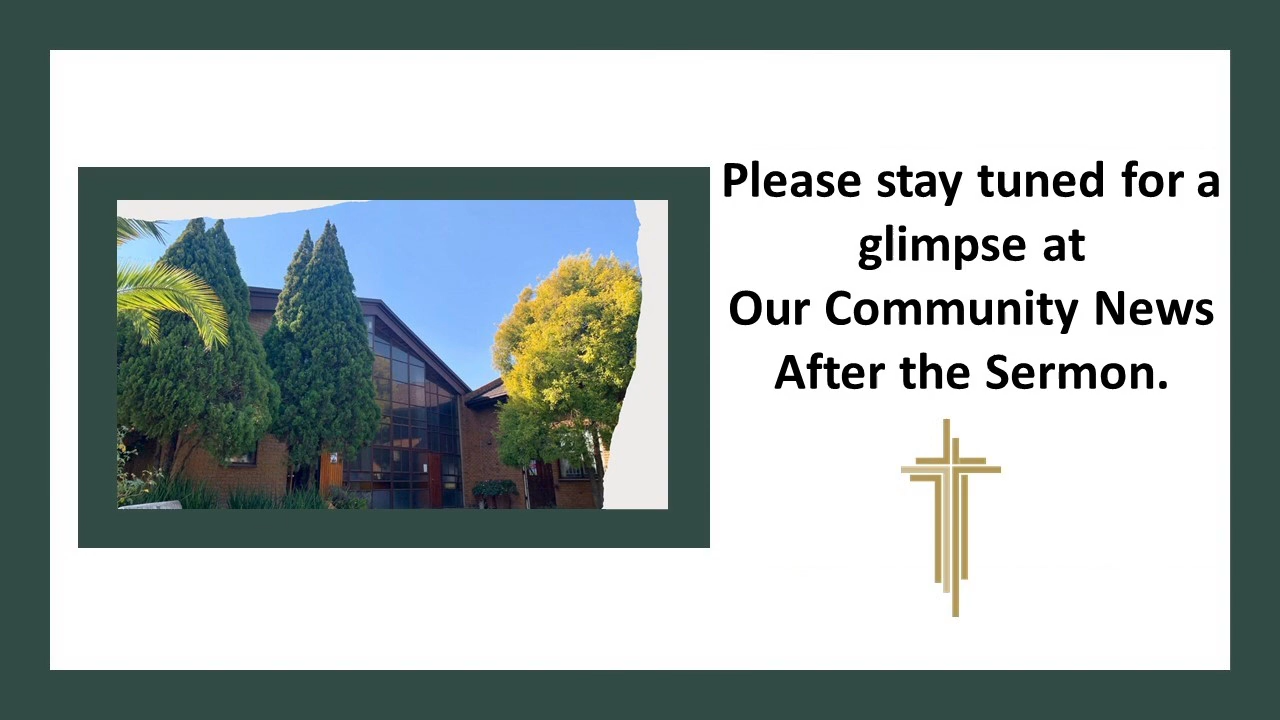 Please stay tuned for a
glimpse at
Our Community News
After the Sermon.